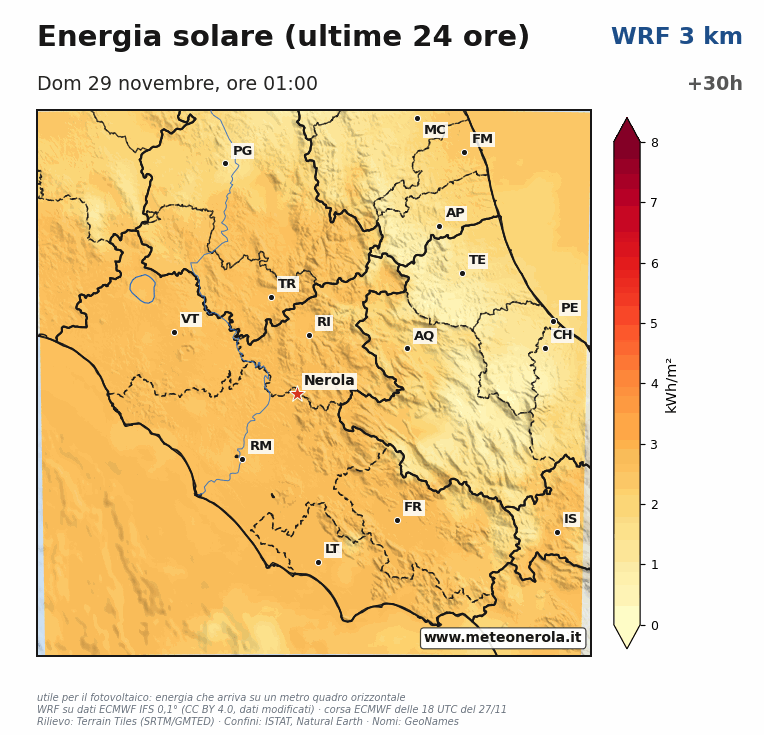 Energia solare (ultime 24 ore)
WRF 3 km
Dom 29 novembre, ore 01:00
+30h
MC
FM
PG
AP
TE
TR
PE
VT
RI
AQ
CH
Nerola
RM
FR
IS
LT
www.meteonerola.it
8
7
6
5
4
3
2
1
0
kWh/m²
utile per il fotovoltaico: energia che arriva su un metro quadro orizzontale
WRF su dati ECMWF IFS 0,1° (CC BY 4.0, dati modificati) · corsa ECMWF delle 18 UTC del 27/11
Rilievo: Terrain Tiles (SRTM/GMTED) · Confini: ISTAT, Natural Earth · Nomi: GeoNames